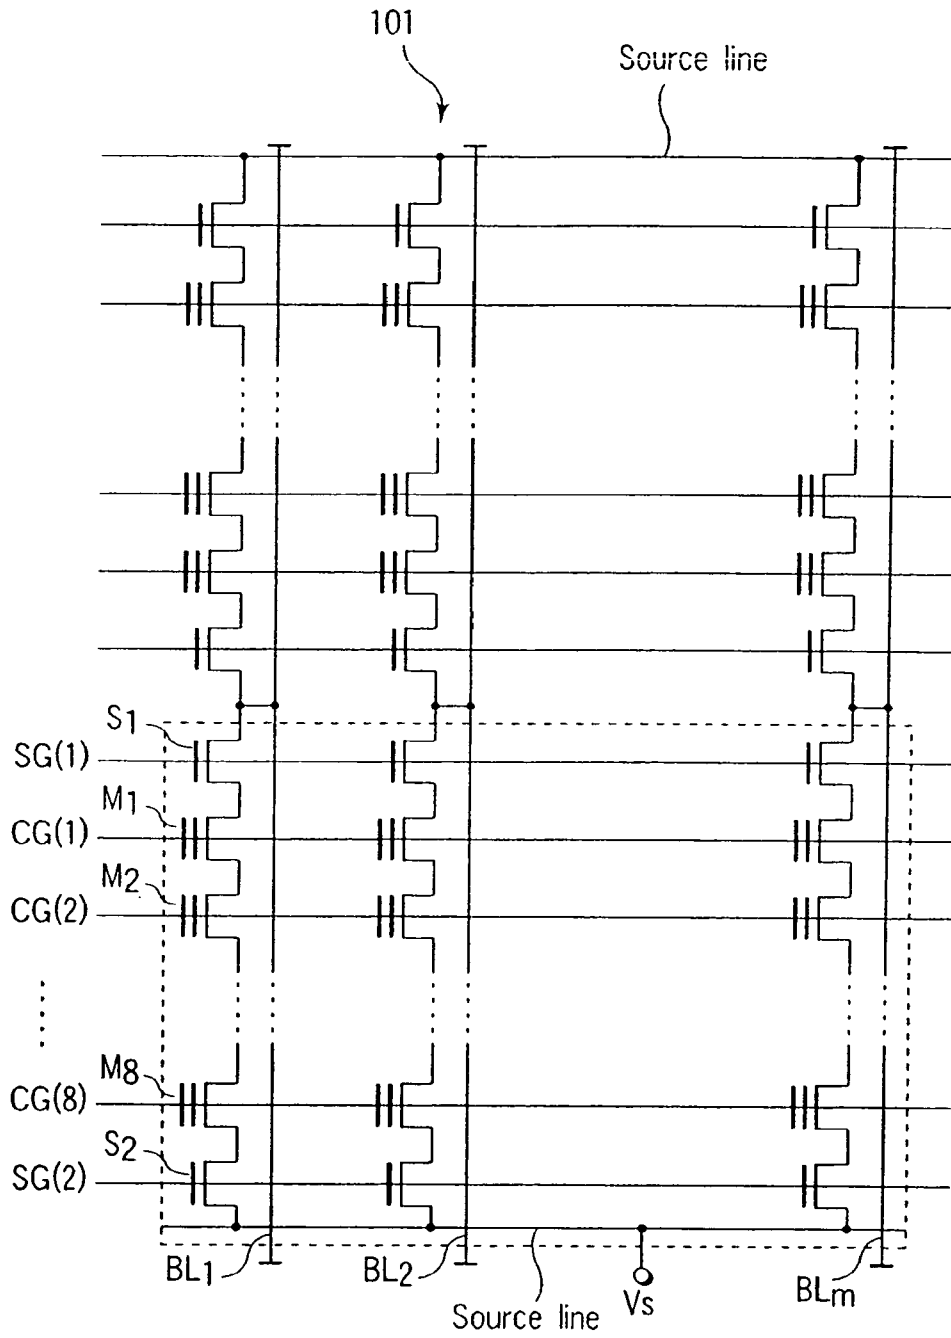 101
Source line
S1
SG(1)
M1
CG(1)
M2
CG(2)
M8
CG(8)
S2
SG(2)
BL1
BL2
Source line
Vs
BLm